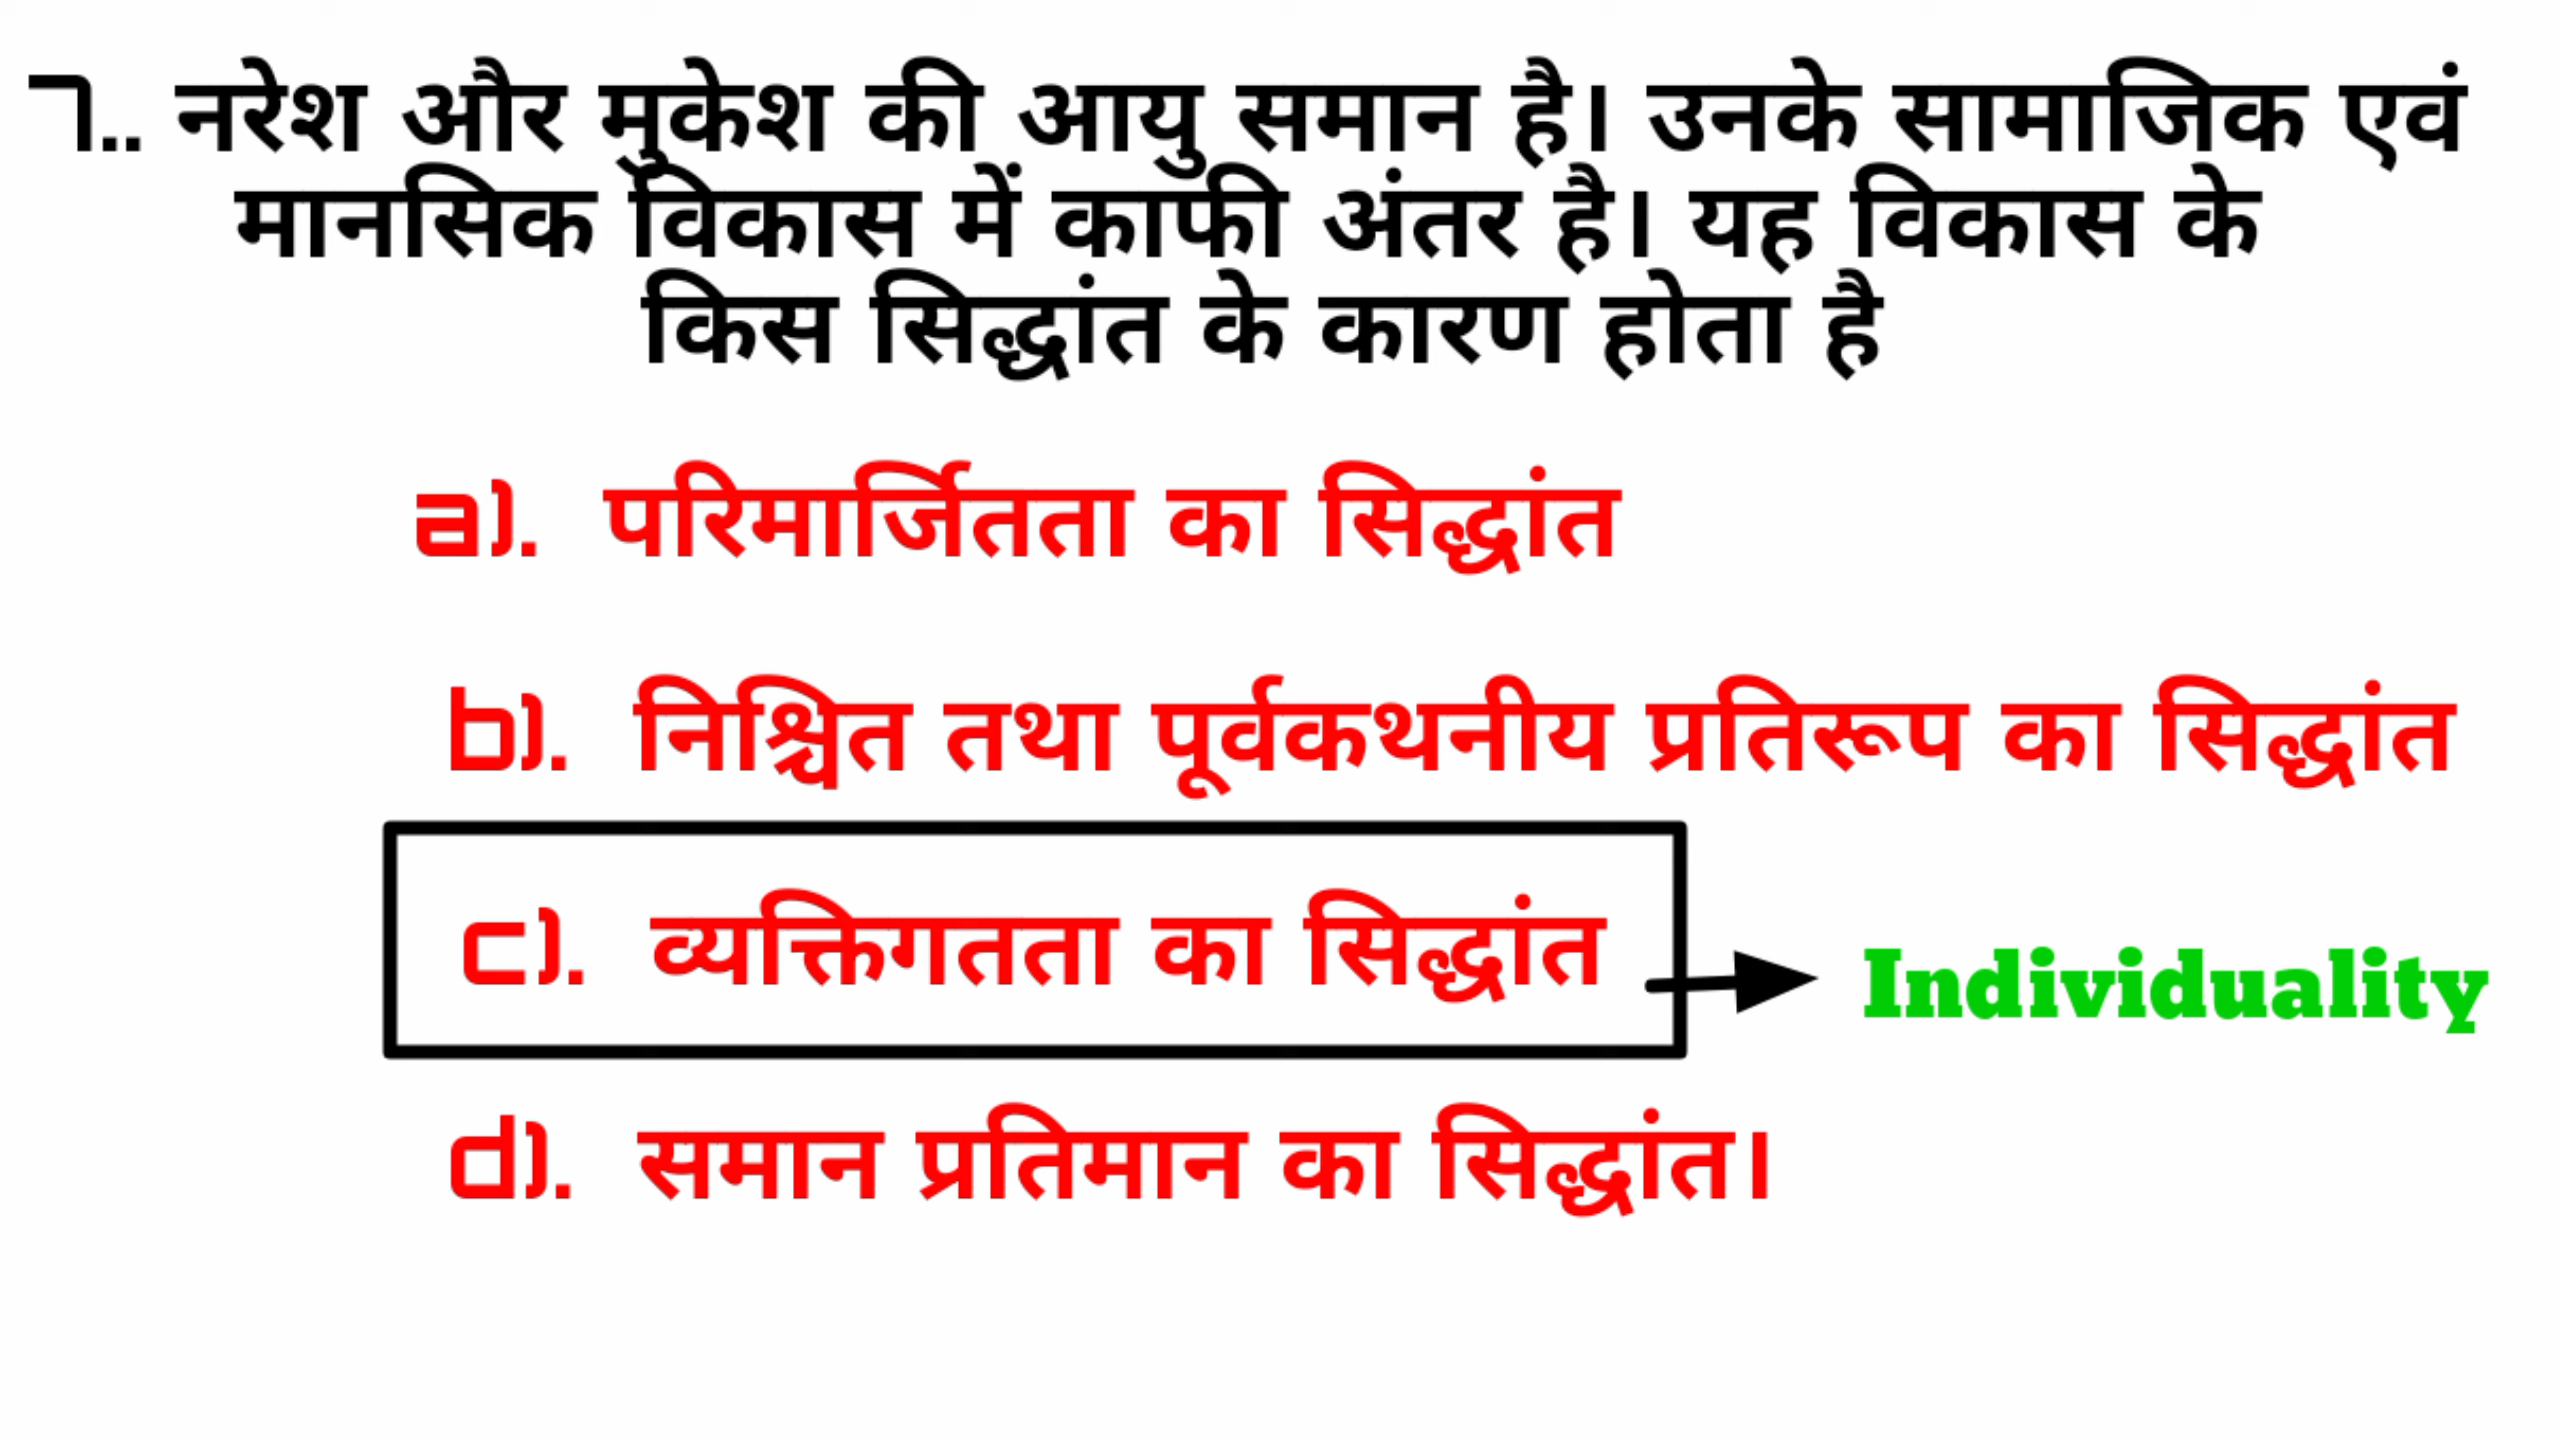 7.. नरेश और मुकेश की आयु समान है। उनके सामाजिक एवं
मानसिक विकास में काफी अंतर है। यह विकास के
किस सिद्धांत के कारण होता है
a). परिमार्जितता का सिद्धांत
b). निश्चित तथा पूर्वकथनीय प्रतिरूप का सिद्धांत
c). व्यक्तिगतता का सिद्धांत
Individuality
d). समान प्रतिमान का सिद्धांत।